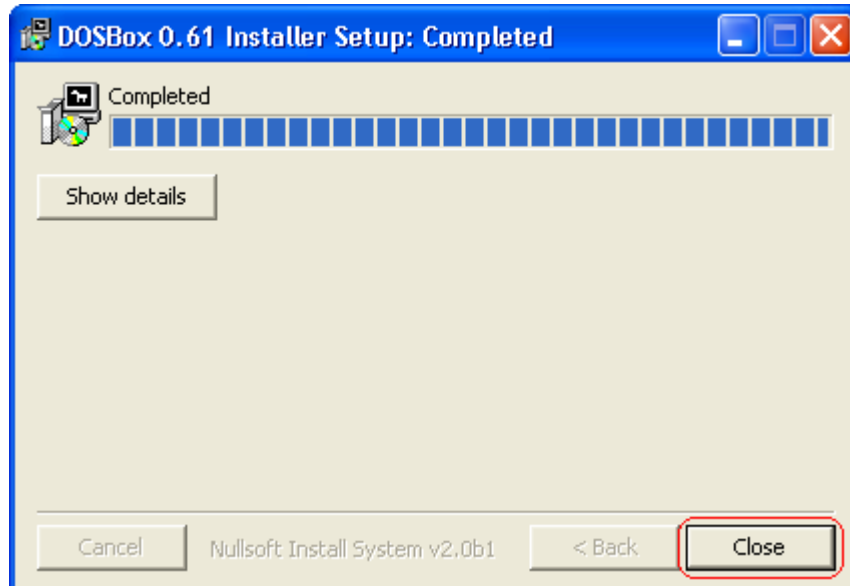 DOSBox 0.61 Installer Setup: Completed
Completed
Show details
Cancel Nullsoft Install System v2.0b1 < Back Close